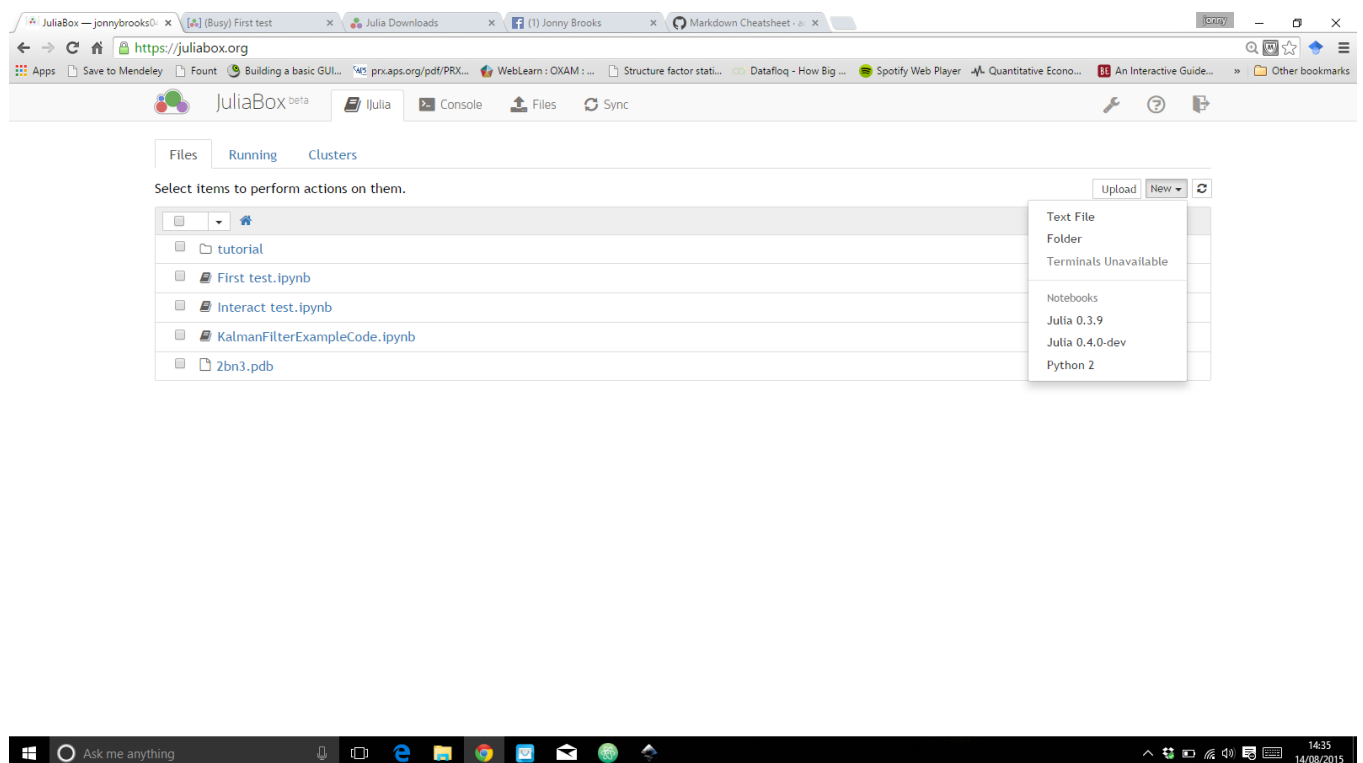 JuliaBox — jonnybrooks0
[ ] (Busy) First test
Julia Downloads
(1) Jonny Brooks
Markdown Cheatsheet · a
jonny
https://juliabox.org
Apps Save to Mendeley Fount Building a basic GUI... prx.aps.org/pdf/PRX... WebLearn : OXAM : ... Structure factor stati... Datafloq - How Big ... Spotify Web Player Quantitative Econo... BE An Interactive Guide... » Other bookmarks
JuliaBox beta IJulia Console Files Sync
Files Running Clusters
Select items to perform actions on them.
Upload New
Text File
Folder
Terminals Unavailable
Notebooks
Julia 0.3.9
Julia 0.4.0-dev
Python 2
tutorial
First test.ipynb
Interact test.ipynb
KalmanFilterExampleCode.ipynb
2bn3.pdb
Ask me anything
14:35
14/08/2015